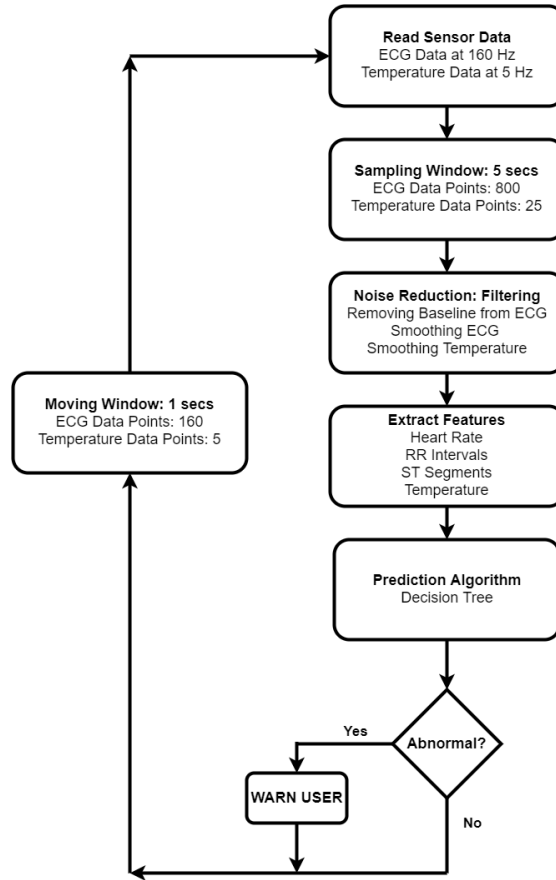 Read Sensor Data
ECG Data at 160 Hz
Temperature Data at 5 Hz
Sampling Window: 5 secs
ECG Data Points: 800
Temperature Data Points: 25
Noise Reduction: Filtering
Removing Baseline from ECG
Smoothing ECG
Smoothing Temperature
Moving Window: 1 secs
ECG Data Points: 160
Temperature Data Points: 5
Extract Features
Heart Rate
RR Intervals
ST Segments
Temperature
Prediction Algorithm
Decision Tree
Yes
Abnormal?
WARN USER
No